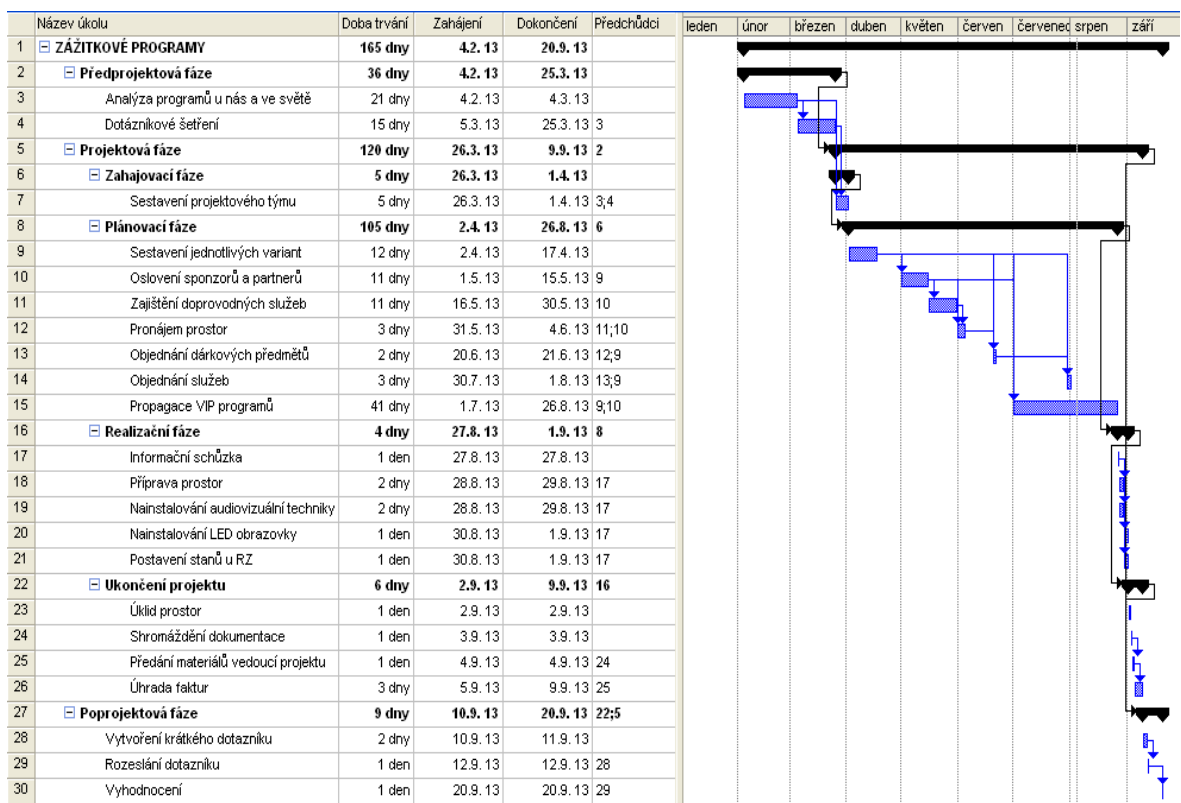 Název úkolu Doba trvání Zahájení Dokončení Předchůdci leden únor březen duben květen červen červenec srpen září
1 ZÁŽITKOVÉ PROGRAMY 165 dny 4.2. 13 20.9. 13
2 Předprojektová fáze 36 dny 4.2. 13 25.3. 13
3 Analýza programů u nás a ve světě 21 dny 4.2. 13 4.3. 13
4 Dotázníkové šetření 15 dny 5.3. 13 25.3. 13 3
5 Projektová fáze 120 dny 26.3. 13 9.9. 13 2
6 Zahajovací fáze 5 dny 26.3. 13 1.4. 13
7 Sestavení projektového týmu 5 dny 26.3. 13 1.4. 13 3;4
8 Plánovací fáze 105 dny 2.4. 13 26.8. 13 6
9 Sestavení jednotlivých variant 12 dny 2.4. 13 17.4. 13
10 Oslovení sponzorů a partnerů 11 dny 1.5. 13 15.5. 13 9
11 Zajištění doprovodných služeb 11 dny 16.5. 13 30.5. 13 10
12 Pronájem prostor 3 dny 31.5. 13 4.6. 13 11;10
13 Objednání dárkových předmětů 2 dny 20.6. 13 21.6. 13 12;9
14 Objednání služeb 3 dny 30.7. 13 1.8. 13 13;9
15 Propagace VIP programů 41 dny 1.7. 13 26.8. 13 9;10
16 Realizační fáze 4 dny 27.8. 13 1.9. 13 8
17 Informační schůzka 1 den 27.8. 13 27.8. 13
18 Příprava prostor 2 dny 28.8. 13 29.8. 13 17
19 Nainstalování audiovizuální techniky 2 dny 28.8. 13 29.8. 13 17
20 Nainstalování LED obrazovky 1 den 30.8. 13 1.9. 13 17
21 Postavení stanů u RZ 1 den 30.8. 13 1.9. 13 17
22 Ukončení projektu 6 dny 2.9. 13 9.9. 13 16
23 Úklid prostor 1 den 2.9. 13 2.9. 13
24 Shromáždění dokumentace 1 den 3.9. 13 3.9. 13
25 Předání materiálů vedoucí projektu 1 den 4.9. 13 4.9. 13 24
26 Úhrada faktur 3 dny 5.9. 13 9.9. 13 25
27 Poprojektová fáze 9 dny 10.9. 13 20.9. 13 22;5
28 Vytvoření krátkého dotazníku 2 dny 10.9. 13 11.9. 13
29 Rozeslání dotazníku 1 den 12.9. 13 12.9. 13 28
30 Vyhodnocení 1 den 20.9. 13 20.9. 13 29